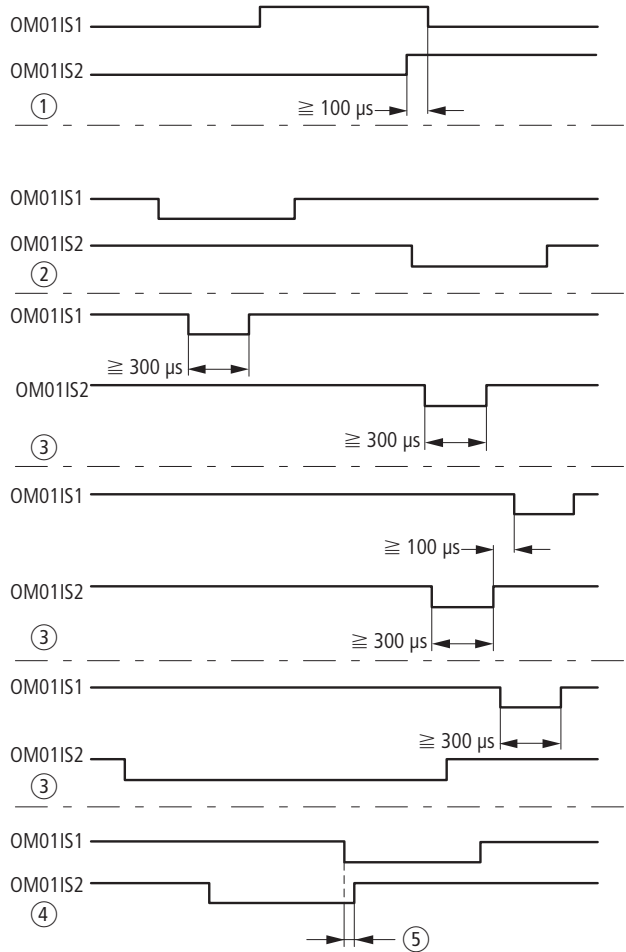 OM01IS1
OM01IS2
① ≧ 100 µs
OM01IS1
OM01IS2
②
OM01IS1
≧ 300 µs
OM01IS2
≧ 300 µs
③
OM01IS1
≧ 100 µs
OM01IS2
③
≧ 300 µs
OM01IS1
≧ 300 µs
OM01IS2
③
OM01IS1
OM01IS2
④
⑤